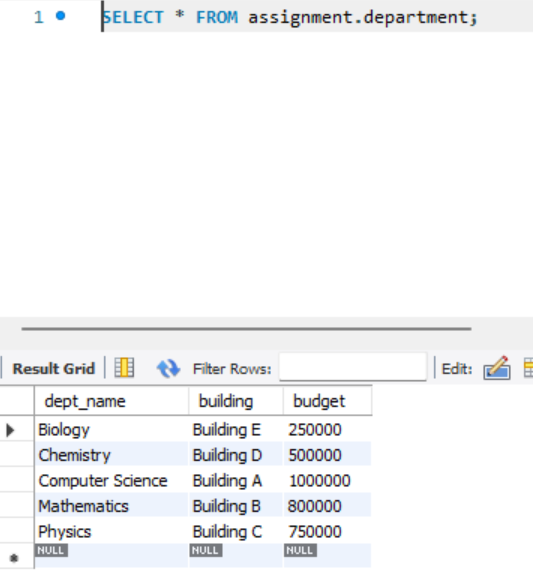 1 SELECT * FROM assignment.department;
Result Grid Filter Rows: Edit:
dept_name building budget
Biology Building E 250000
Chemistry Building D 500000
Computer Science Building A 1000000
Mathematics Building B 800000
Physics Building C 750000
NULL NULL NULL